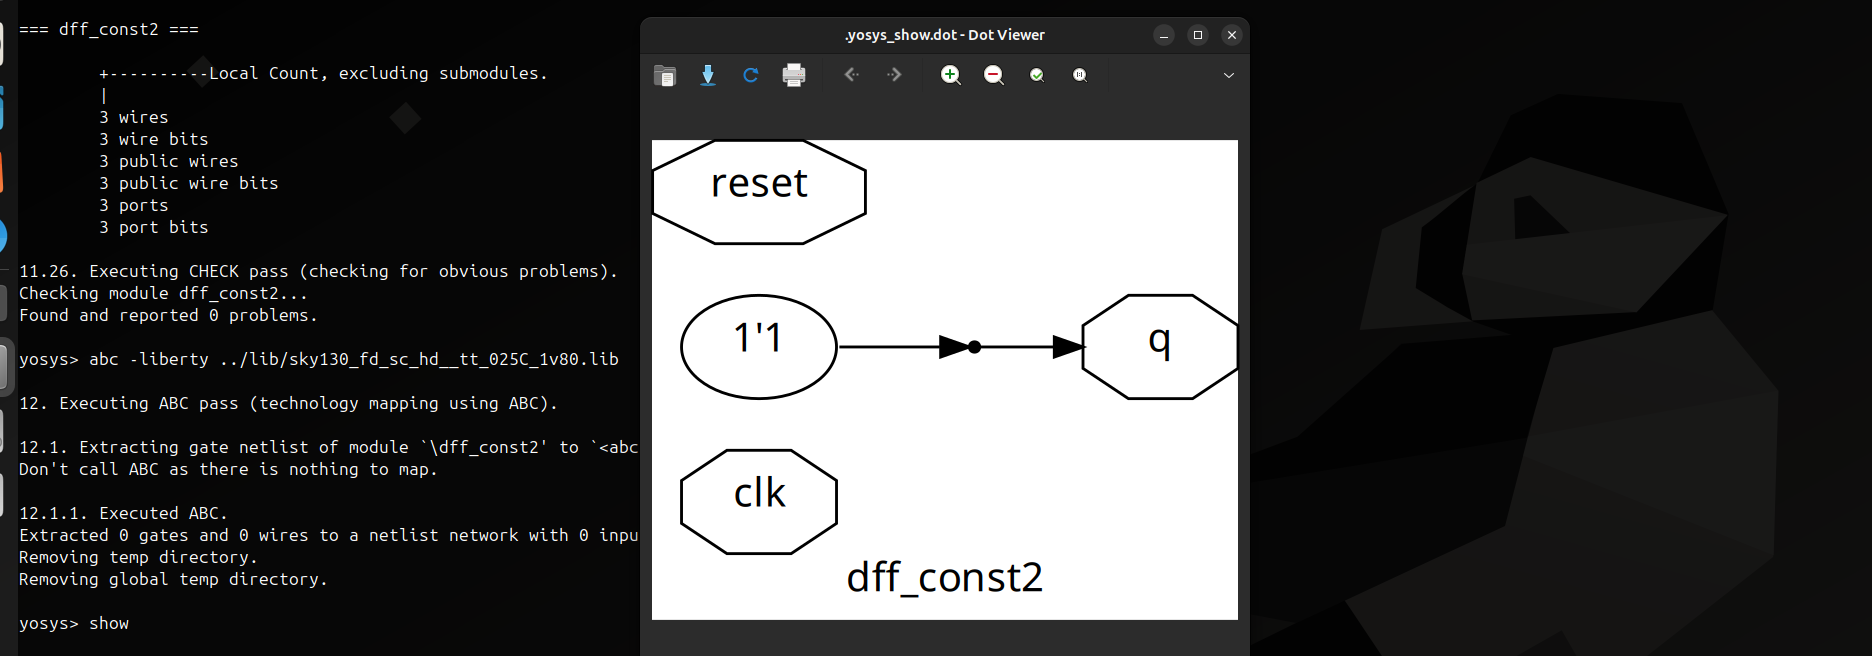 === dff_const2 ===
+----------Local Count, excluding submodules.
|
3 wires
3 wire bits
3 public wires
3 public wire bits
3 ports
3 port bits
11.26. Executing CHECK pass (checking for obvious problems).
Checking module dff_const2...
Found and reported 0 problems.
yosys> abc -liberty ../lib/sky130_fd_sc_hd__tt_025C_1v80.lib
12. Executing ABC pass (technology mapping using ABC).
12.1. Extracting gate netlist of module `\dff_const2' to `<abc
Don't call ABC as there is nothing to map.
12.1.1. Executed ABC.
Extracted 0 gates and 0 wires to a netlist network with 0 inpu
Removing temp directory.
Removing global temp directory.
yosys> show
.yosys_show.dot - Dot Viewer
reset
1'1
q
clk
dff_const2